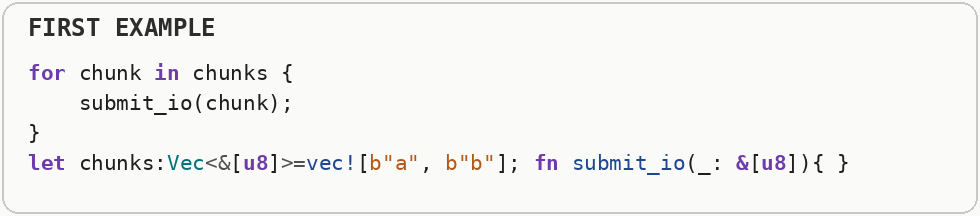 FIRST EXAMPLE
for chunk in chunks {
    submit_io(chunk);
}
let chunks:Vec<&[u8]>=vec![b"a", b"b"]; fn submit_io(_: &[u8]){ }